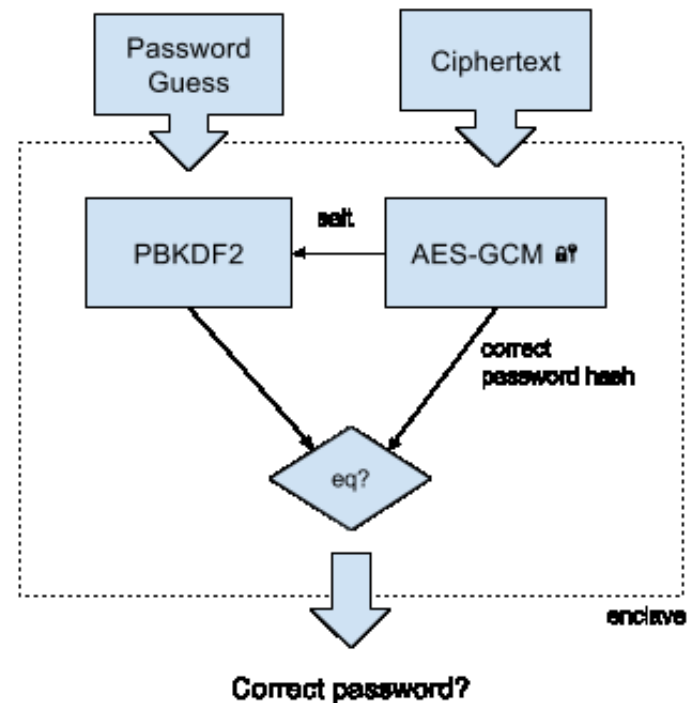 Password
Guess
Ciphertext
salt
PBKDF2
AES-GCM
correct
password hash
eq?
enclave
Correct password?